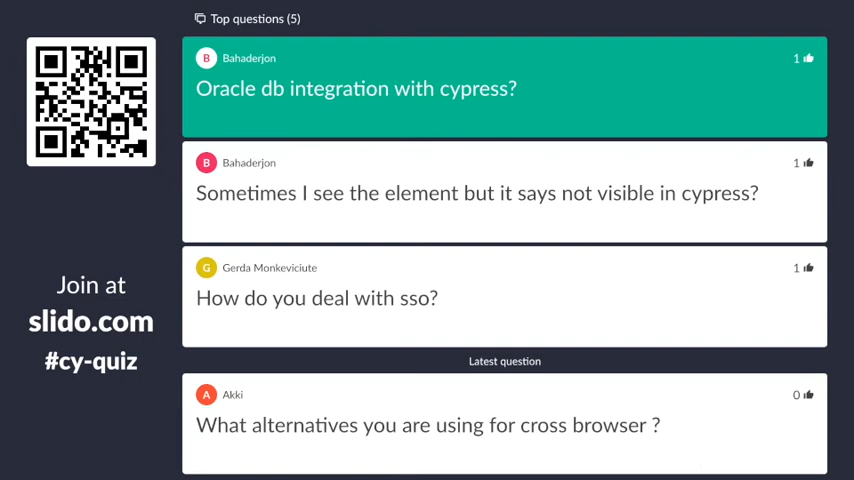 Top questions (5)
B Bahaderjon 1
Oracle db integration with cypress?
B Bahaderjon 1
Sometimes I see the element but it says not visible in cypress?
G Gerda Monkeviciute 1
How do you deal with sso?
Join at
slido.com
#cy-quiz
Latest question
A Akki 0
What alternatives you are using for cross browser ?